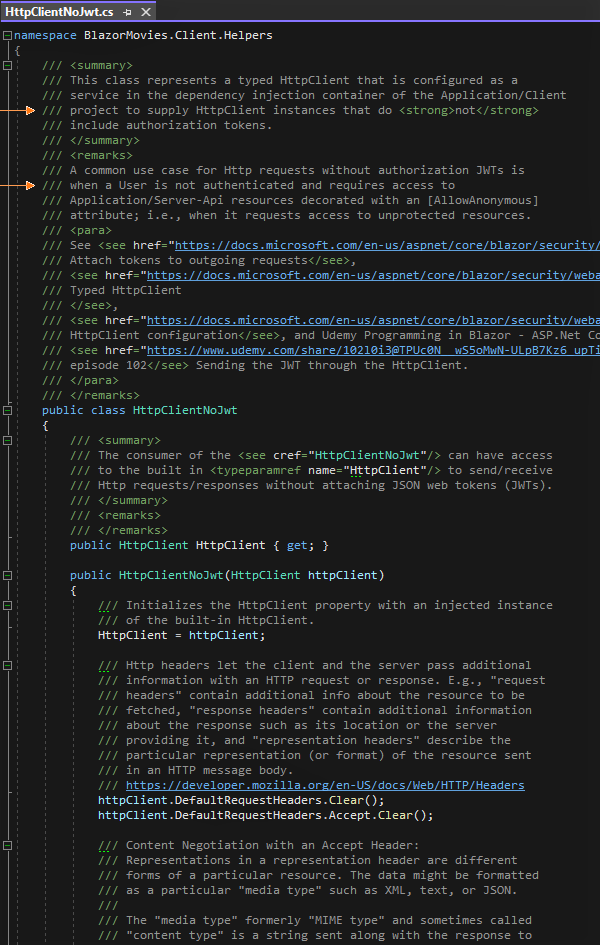 HttpClientNoJwt.cs
namespace BlazorMovies.Client.Helpers
{
/// <summary>
/// This class represents a typed HttpClient that is configured as a
/// service in the dependency injection container of the Application/Client
/// project to supply HttpClient instances that do <strong>not</strong>
/// include authorization tokens.
/// </summary>
/// <remarks>
/// A common use case for Http requests without authorization JWTs is
/// when a User is not authenticated and requires access to
/// Application/Server-Api resources decorated with an [AllowAnonymous]
/// attribute; i.e., when it requests access to unprotected resources.
/// <para>
/// See <see href="https://docs.microsoft.com/en-us/aspnet/core/blazor/security/
/// Attach tokens to outgoing requests</see>,
/// <see href="https://docs.microsoft.com/en-us/aspnet/core/blazor/security/weba
/// Typed HttpClient
/// </see>,
/// <see href="https://docs.microsoft.com/en-us/aspnet/core/blazor/security/weba
/// HttpClient configuration</see>, and Udemy Programming in Blazor - ASP.Net Co
/// <see href="https://www.udemy.com/share/102l0i3@TPUc0N__wS5oMwN-ULpB7Kz6_upTi
/// episode 102</see> Sending the JWT through the HttpClient.
/// </para>
/// </remarks>
public class HttpClientNoJwt
{
/// <summary>
/// The consumer of the <see cref="HttpClientNoJwt"/> can have access
/// to the built in <typeparamref name="HttpClient"/> to send/receive
/// Http requests/responses without attaching JSON web tokens (JWTs).
/// </summary>
/// <remarks>
/// </remarks>
public HttpClient HttpClient { get; }
public HttpClientNoJwt(HttpClient httpClient)
{
/// Initializes the HttpClient property with an injected instance
/// of the built-in HttpClient.
HttpClient = httpClient;
/// Http headers let the client and the server pass additional
/// information with an HTTP request or response. E.g., "request
/// headers" contain additional info about the resource to be
/// fetched, "response headers" contain additional information
/// about the response such as its location or the server
/// providing it, and "representation headers" describe the
/// particular representation (or format) of the resource sent
/// in an HTTP message body.
/// https://developer.mozilla.org/en-US/docs/Web/HTTP/Headers
httpClient.DefaultRequestHeaders.Clear();
httpClient.DefaultRequestHeaders.Accept.Clear();
/// Content Negotiation with an Accept Header:
/// Representations in a representation header are different
/// forms of a particular resource. The data might be formatted
/// as a particular "media type" such as XML, text, or JSON.
///
/// The "media type" formerly "MIME type" and sometimes called
/// "content type" is a string sent along with the response to